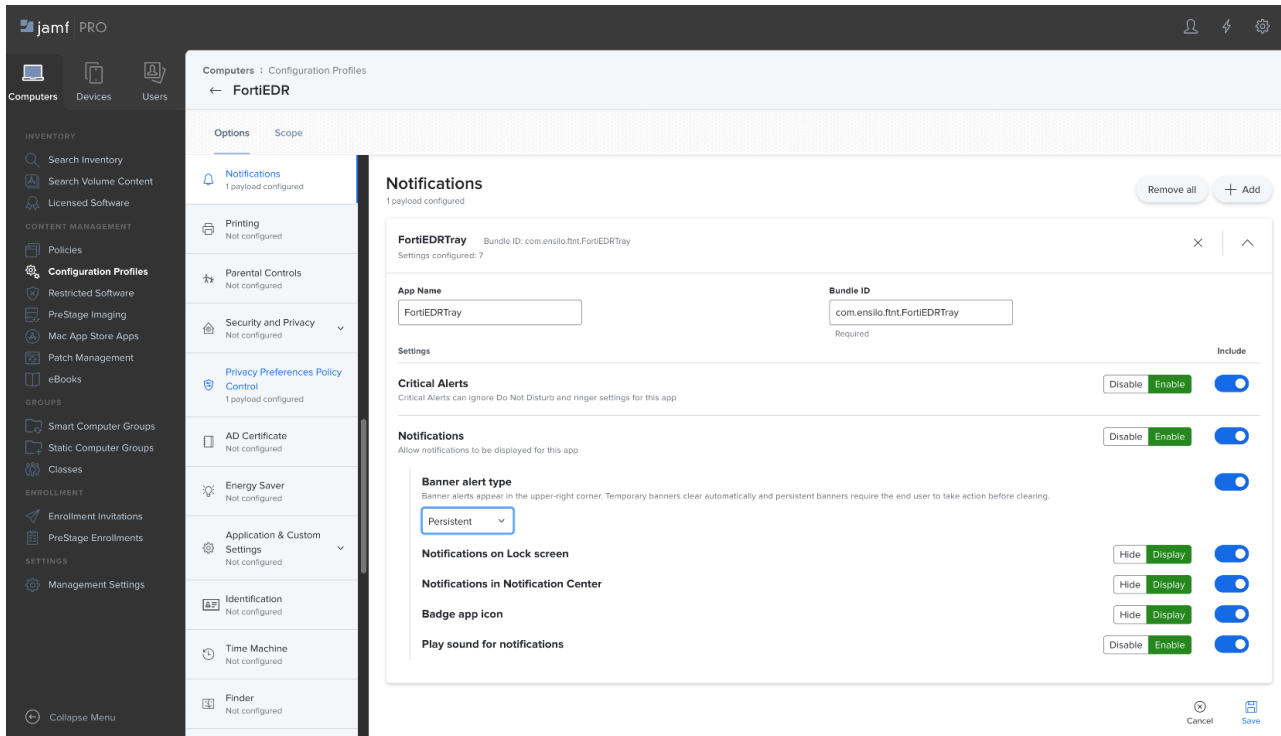 jamf PRO
Computers
Devices
Users
INVENTORY
Search Inventory
Search Volume Content
Licensed Software
CONTENT MANAGEMENT
Policies
Configuration Profiles
Restricted Software
PreStage Imaging
Mac App Store Apps
Patch Management
eBooks
GROUPS
Smart Computer Groups
Static Computer Groups
Classes
ENROLLMENT
Enrollment Invitations
PreStage Enrollments
SETTINGS
Management Settings
Collapse Menu
Computers : Configuration Profiles
← FortiEDR
Options Scope
Notifications
1 payload configured
Printing
Not configured
Parental Controls
Not configured
Security and Privacy
Not configured
Privacy Preferences Policy
Control
1 payload configured
AD Certificate
Not configured
Energy Saver
Not configured
Application & Custom
Settings
Not configured
Identification
Not configured
Time Machine
Not configured
Finder
Not configured
Notifications
1 payload configured
Remove all + Add
FortiEDRTray Bundle ID: com.ensilo.ftnt.FortiEDRTray
Settings configured: 7
App Name Bundle ID
FortiEDRTray com.ensilo.ftnt.FortiEDRTray
Required
Settings Include
Critical Alerts Disable Enable
Critical Alerts can ignore Do Not Disturb and ringer settings for this app
Notifications Disable Enable
Allow notifications to be displayed for this app
Banner alert type
Banner alerts appear in the upper-right corner. Temporary banners clear automatically and persistent banners require the end user to take action before clearing.
Persistent
Notifications on Lock screen Hide Display
Notifications in Notification Center Hide Display
Badge app icon Hide Display
Play sound for notifications Disable Enable
Cancel Save